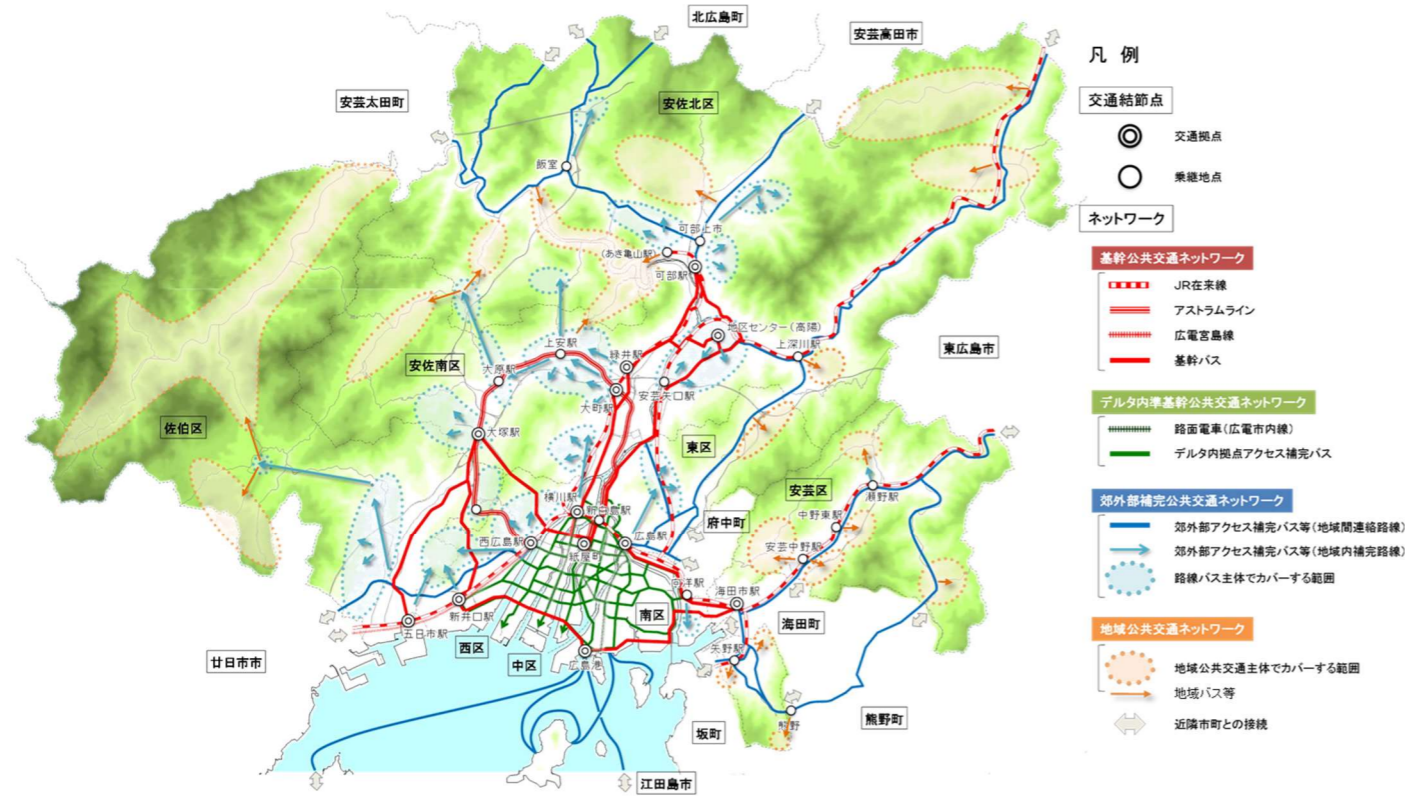 北広島町
安芸高田市
安芸太田町
安佐北区
飯室
可部上市
(あき亀山駅)
可部駅
地区センター(高陽)
上深川駅
東広島市
上安駅
緑井駅
安佐南区
大原駅
大町駅
安芸矢口駅
佐伯区
大塚駅
東区
安芸区
瀬野駅
横川駅
新白島駅
府中町
中野東駅
西広島駅
紙屋町
広島駅
安芸中野駅
向洋駅
海田市駅
新井口駅
南区
海田町
五日市駅
西区
中区
廿日市市
広島港
矢野駅
坂町
熊野
熊野町
江田島市
凡 例
交通結節点
交通拠点
乗継地点
ネットワーク
基幹公共交通ネットワーク
JR在来線
アストラムライン
広電宮島線
基幹バス
デルタ内準基幹公共交通ネットワーク
路面電車(広電市内線)
デルタ内拠点アクセス補完バス
郊外部補完公共交通ネットワーク
郊外部アクセス補完バス等(地域間連絡路線)
郊外部アクセス補完バス等(地域内補完路線)
路線バス主体でカバーする範囲
地域公共交通ネットワーク
地域公共交通主体でカバーする範囲
地域バス等
近隣市町との接続